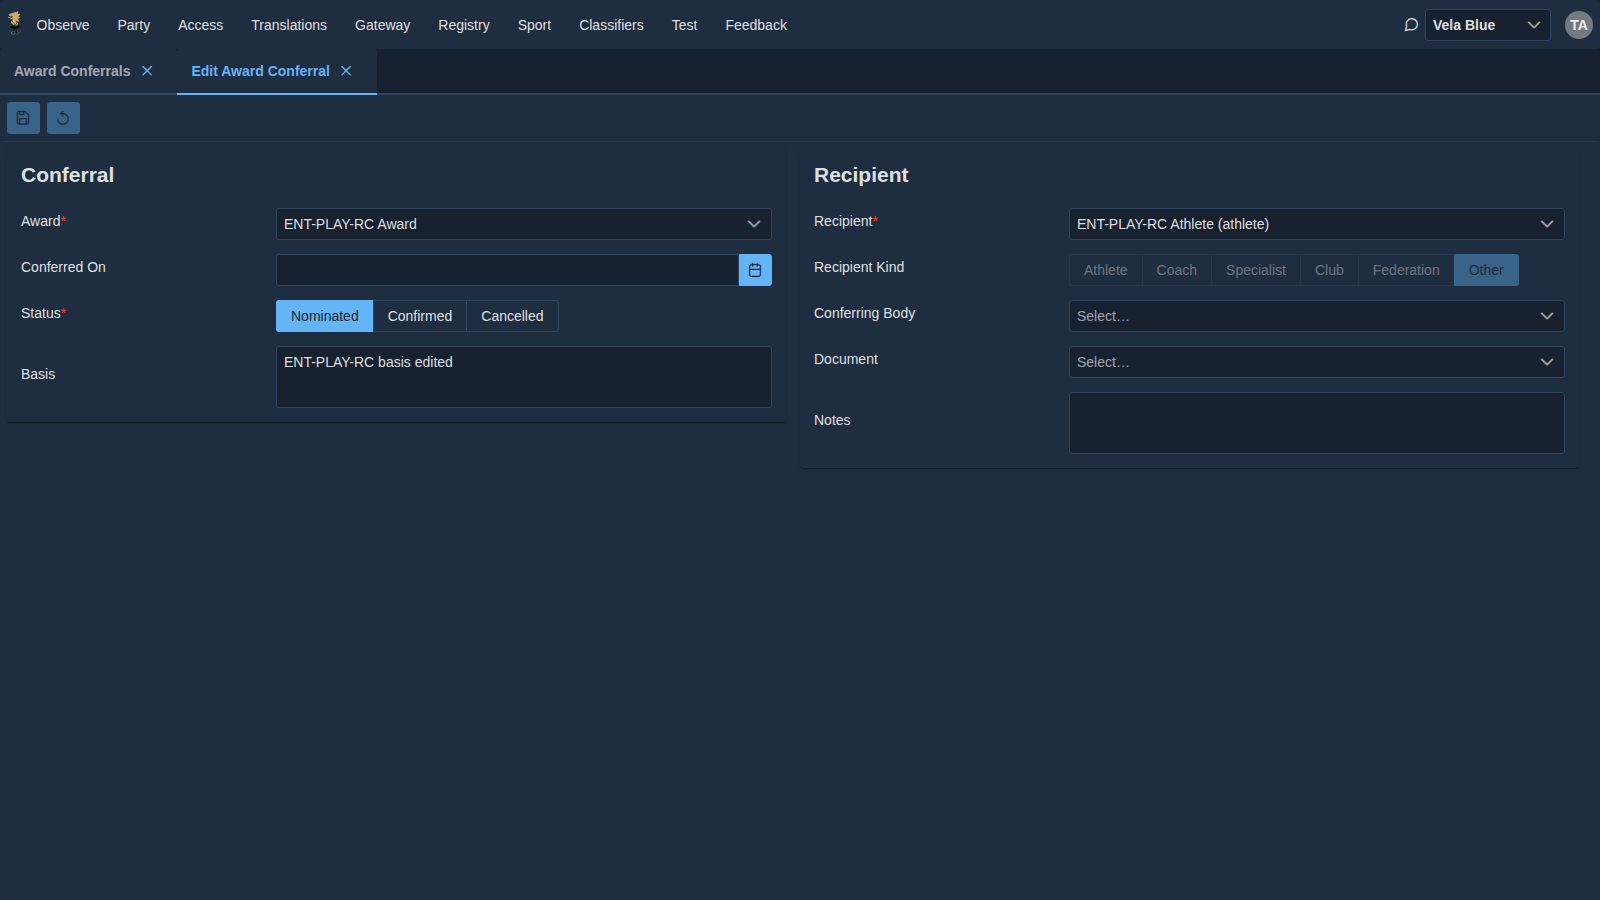 Observe Party Access Translations Gateway Registry Sport Classifiers Test Feedback Vela Blue TA
Award Conferrals Edit Award Conferral
Conferral
Award* ENT-PLAY-RC Award
Conferred On
Status* Nominated Confirmed Cancelled
Basis ENT-PLAY-RC basis edited
Recipient
Recipient* ENT-PLAY-RC Athlete (athlete)
Recipient Kind Athlete Coach Specialist Club Federation Other
Conferring Body Select...
Document Select...
Notes